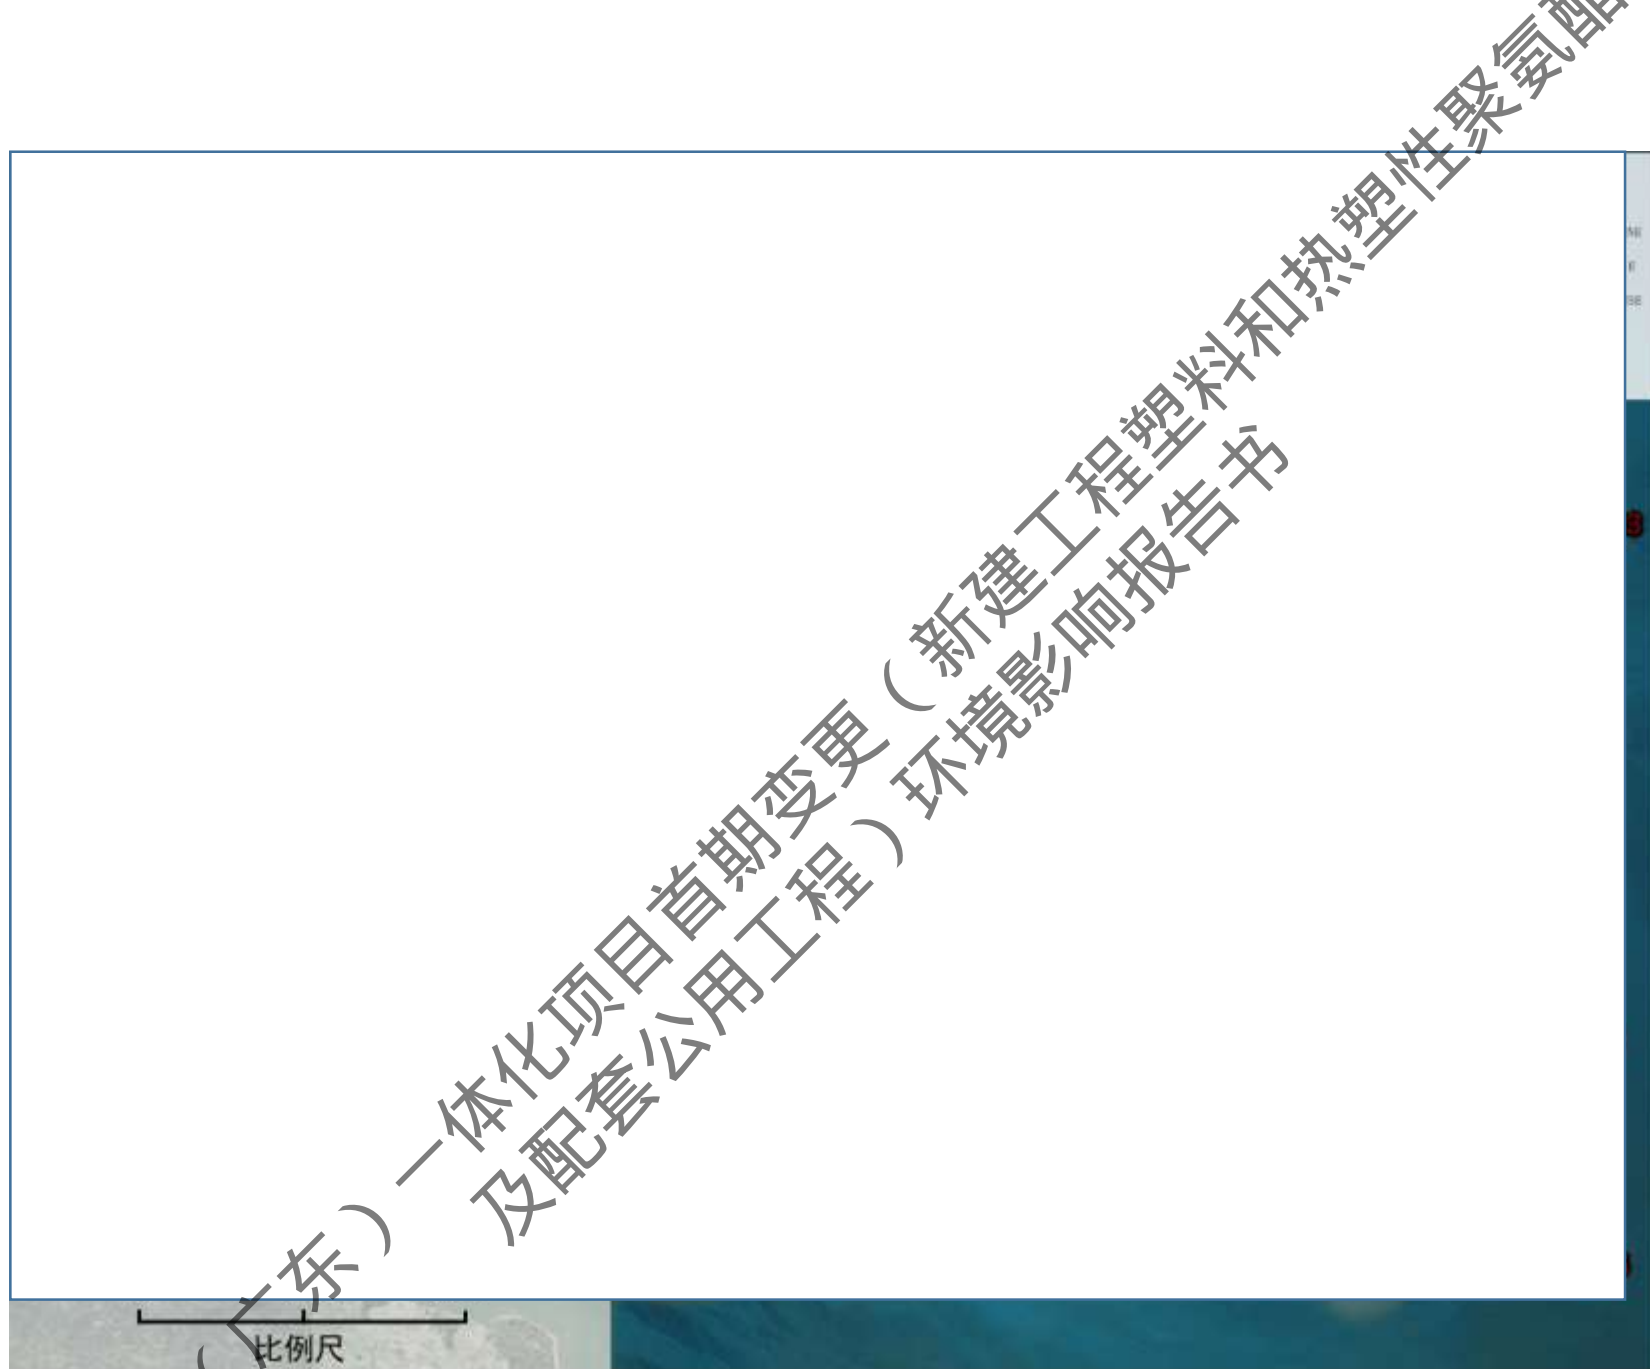 （广东）一体化项目首期变更（新建工程塑料和热塑性聚氨酯
及配套公用工程）环境影响报告书
比例尺